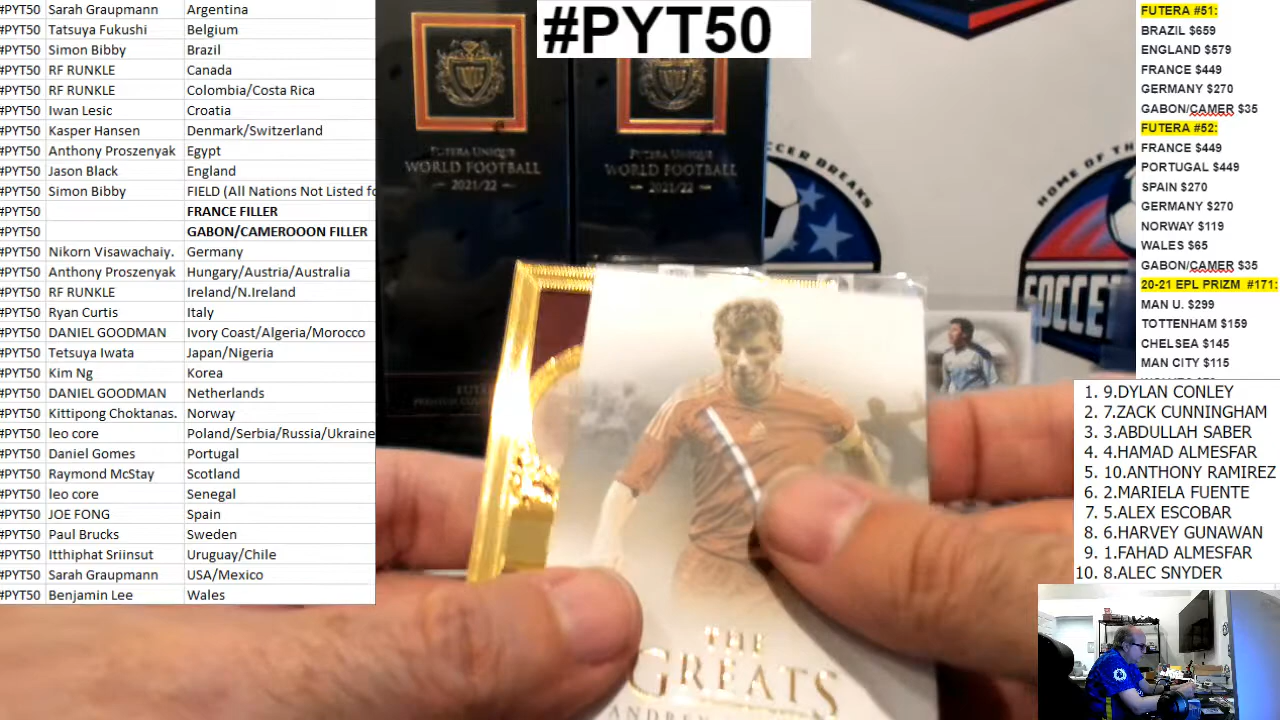 #PYT50 Sarah Graupmann Argentina
#PYT50 Tatsuya Fukushi Belgium
#PYT50 Simon Bibby Brazil
#PYT50 RF RUNKLE Canada
#PYT50 RF RUNKLE Colombia/Costa Rica
#PYT50 Iwan Lesic Croatia
#PYT50 Kasper Hansen Denmark/Switzerland
#PYT50 Anthony Proszenyak Egypt
#PYT50 Jason Black England
#PYT50 Simon Bibby FIELD (All Nations Not Listed fo
#PYT50 FRANCE FILLER
#PYT50 GABON/CAMEROOON FILLER
#PYT50 Nikorn Visawachaiy. Germany
#PYT50 Anthony Proszenyak Hungary/Austria/Australia
#PYT50 RF RUNKLE Ireland/N.Ireland
#PYT50 Ryan Curtis Italy
#PYT50 DANIEL GOODMAN Ivory Coast/Algeria/Morocco
#PYT50 Tetsuya Iwata Japan/Nigeria
#PYT50 Kim Ng Korea
#PYT50 DANIEL GOODMAN Netherlands
#PYT50 Kittipong Choktanas. Norway
#PYT50 leo core Poland/Serbia/Russia/Ukraine
#PYT50 Daniel Gomes Portugal
#PYT50 Raymond McStay Scotland
#PYT50 leo core Senegal
#PYT50 JOE FONG Spain
#PYT50 Paul Brucks Sweden
#PYT50 Itthiphat Sriinsut Uruguay/Chile
#PYT50 Sarah Graupmann USA/Mexico
#PYT50 Benjamin Lee Wales
#PYT50
FUTERA UNIQUE
WORLD FOOTBALL
2021/22
FUTERA UNIQUE
WORLD FOOTBALL
2021/22
SOCCER BREAKS
HOME OF TH
SOCCE
THE
GREATS
FUTERA #51:
BRAZIL $659
ENGLAND $579
FRANCE $449
GERMANY $270
GABON/CAMER $35
FUTERA #52:
FRANCE $449
PORTUGAL $449
SPAIN $270
GERMANY $270
NORWAY $119
WALES $65
GABON/CAMER $35
20-21 EPL PRIZM #171:
MAN U. $299
TOTTENHAM $159
CHELSEA $145
MAN CITY $115
1. 9.DYLAN CONLEY
2. 7.ZACK CUNNINGHAM
3. 3.ABDULLAH SABER
4. 4.HAMAD ALMESFAR
5. 10.ANTHONY RAMIREZ
6. 2.MARIELA FUENTE
7. 5.ALEX ESCOBAR
8. 6.HARVEY GUNAWAN
9. 1.FAHAD ALMESFAR
10. 8.ALEC SNYDER